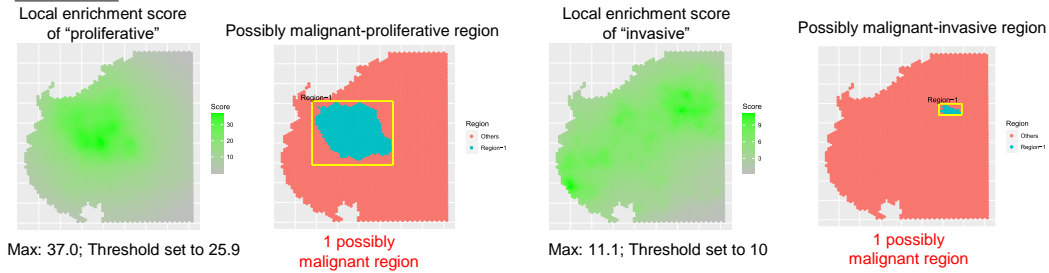 Local enrichment score
of “proliferative”
Score
30
20
10
Max: 37.0; Threshold set to 25.9
Possibly malignant-proliferative region
Region−1
Region
Others
Region−1
1 possibly
malignant region
Local enrichment score
of “invasive”
Score
9
6
3
Max: 11.1; Threshold set to 10
Possibly malignant-invasive region
Region−1
Region
Others
Region−1
1 possibly
malignant region